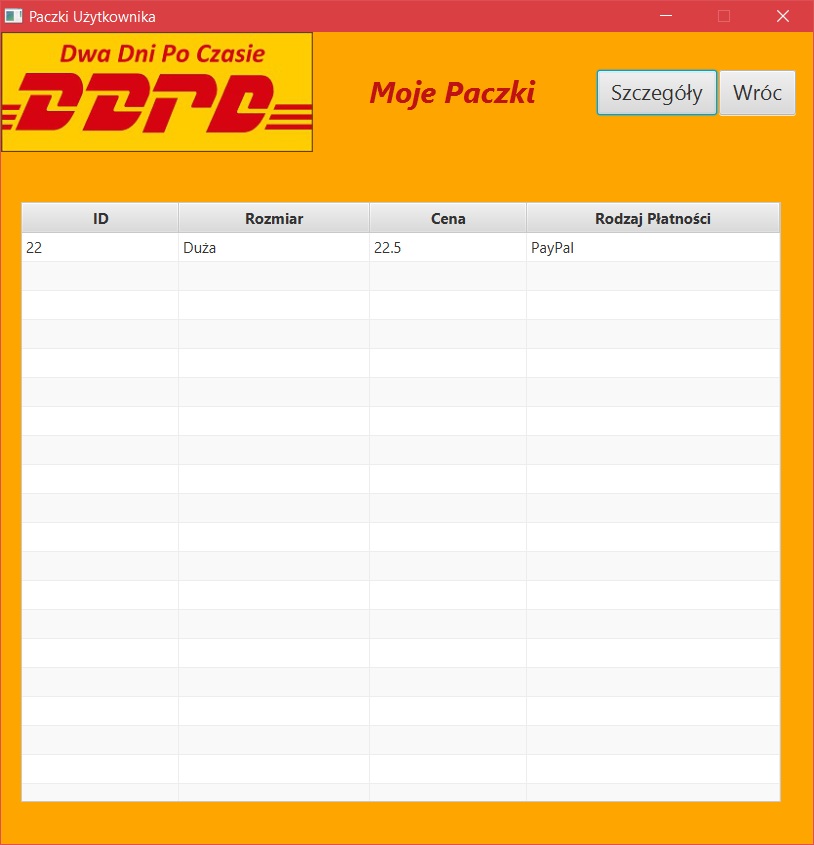 Paczki Użytkownika
Dwa Dni Po Czasie
DDPC
Moje Paczki
Szczegóły
Wróc
ID Rozmiar Cena Rodzaj Płatności
22 Duża 22.5 PayPal